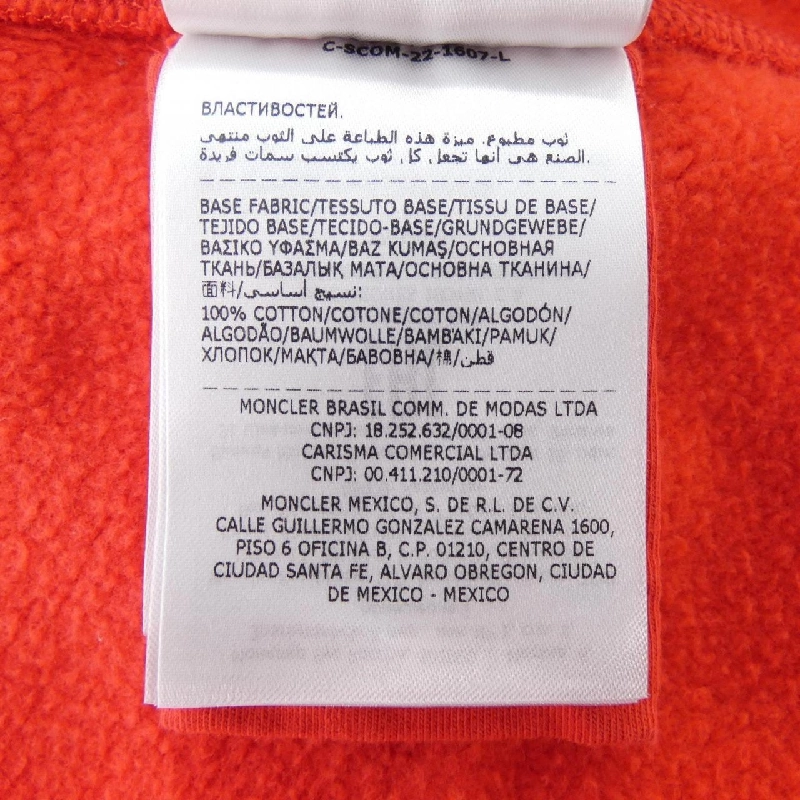 C-SCOM-22-1607-L
ВЛАСТИВОСТЕЙ.
ثوب مطبوع. ميزة هذه الطباعة على الثوب منتهي
الصنع هي أنها تجعل كل ثوب يكتسب سمات فريدة.
BASE FABRIC/TESSUTO BASE/TISSU DE BASE/
TEJIDO BASE/TECIDO-BASE/GRUNDGEWEBE/
ΒΑΣΙΚΟ ΥΦΑΣΜΑ/BAZ KUMAŞ/ОСНОВНАЯ
ТКАНЬ/БАЗАЛЫҚ МАТА/ОСНОВНА ТКАНИНА/
面料/نسيج أساسي:
100% COTTON/COTONE/COTON/ALGODÓN/
ALGODÃO/BAUMWOLLE/ΒΑΜΒΆΚΙ/PAMUK/
ХЛОПОК/МАҚТА/БАВОВНА/棉/قطن
MONCLER BRASIL COMM. DE MODAS LTDA
CNPJ: 18.252.632/0001-08
CARISMA COMERCIAL LTDA
CNPJ: 00.411.210/0001-72
MONCLER MEXICO, S. DE R.L. DE C.V.
CALLE GUILLERMO GONZALEZ CAMARENA 1600,
PISO 6 OFICINA B, C.P. 01210, CENTRO DE
CIUDAD SANTA FE, ALVARO OBREGON, CIUDAD
DE MEXICO - MEXICO